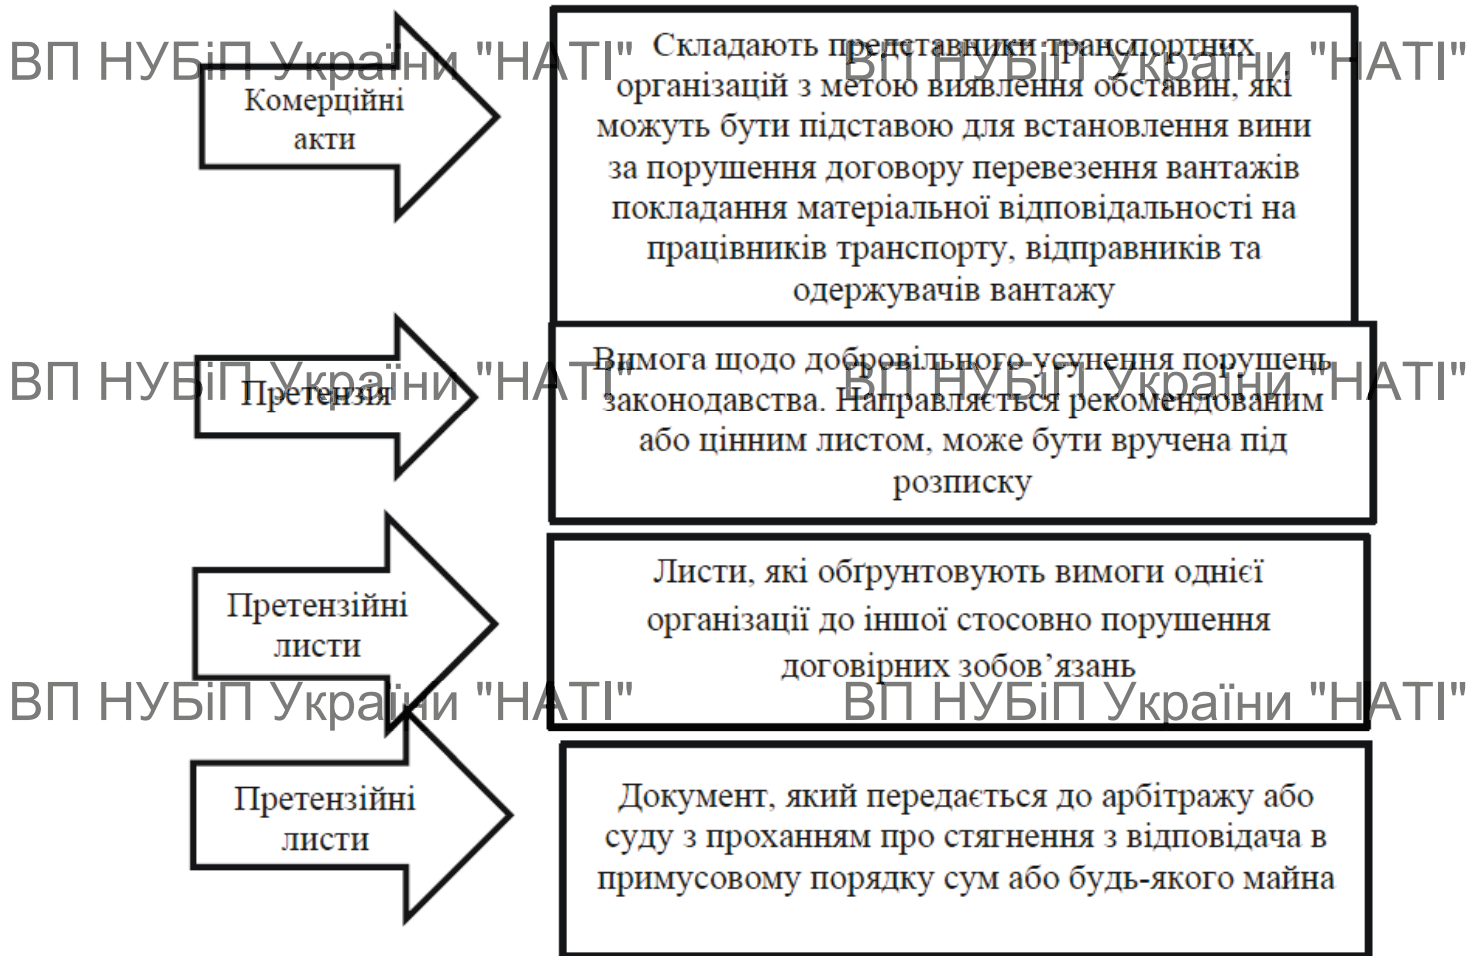 ВП НУБіП України "НАТІ"
ВП НУБіП України "НАТІ"
Комерційні
акти
Складають представники транспортних
організацій з метою виявлення обставин, які
можуть бути підставою для встановлення вини
за порушення договору перевезення вантажів
покладання матеріальної відповідальності на
працівників транспорту, відправників та
одержувачів вантажу
ВП НУБіП України "НАТІ"
ВП НУБіП України "НАТІ"
Претензія
Вимога щодо добровільного усунення порушень
законодавства. Направляється рекомендованим
або цінним листом, може бути вручена під
розписку
Претензійні
листи
Листи, які обґрунтовують вимоги однієї
організації до іншої стосовно порушення
договірних зобов’язань
ВП НУБіП України "НАТІ"
ВП НУБіП України "НАТІ"
Претензійні
листи
Документ, який передається до арбітражу або
суду з проханням про стягнення з відповідача в
примусовому порядку сум або будь-якого майна